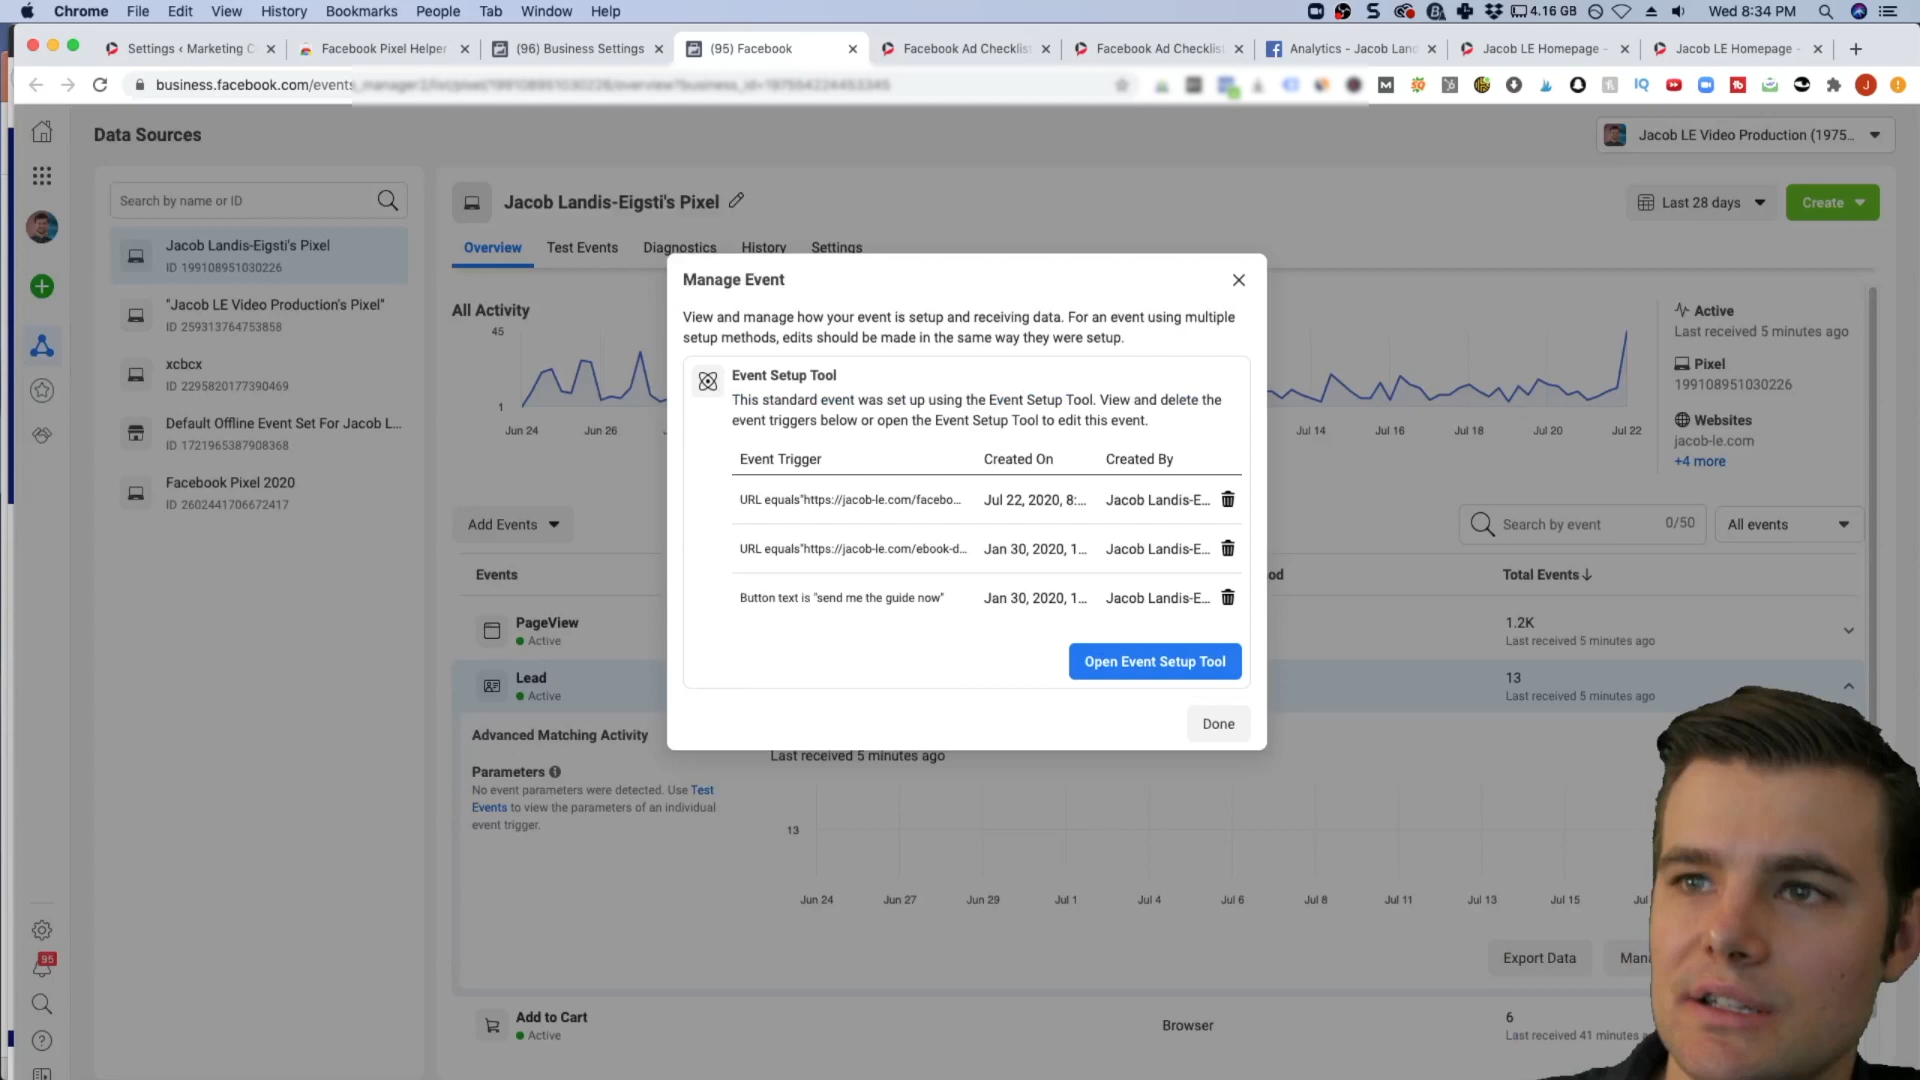 Chrome File Edit View History Bookmarks People Tab Window Help 4.16 GB Wed 8:34 PM
Settings ‹ Marketing C Facebook Pixel Helper (96) Business Settings (95) Facebook Facebook Ad Checklist Facebook Ad Checklist Analytics - Jacob Land Jacob LE Homepage - Jacob LE Homepage -
business.facebook.com/events
Data Sources
Jacob LE Video Production (1975...
Search by name or ID
Jacob Landis-Eigsti's Pixel
ID 199108951030226
"Jacob LE Video Production's Pixel"
ID 259313764753858
xcbcx
ID 2295820177390469
Default Offline Event Set For Jacob L...
ID 1721965387908368
Facebook Pixel 2020
ID 2602441706672417
95
Jacob Landis-Eigsti's Pixel
Last 28 days
Create
Overview Test Events Diagnostics History Settings
All Activity
45
1
Jun 24 Jun 26 Jul 14 Jul 16 Jul 18 Jul 20 Jul 22
Active
Last received 5 minutes ago
Pixel
199108951030226
Websites
jacob-le.com
+4 more
Manage Event
View and manage how your event is setup and receiving data. For an event using multiple
setup methods, edits should be made in the same way they were setup.
Event Setup Tool
This standard event was set up using the Event Setup Tool. View and delete the
event triggers below or open the Event Setup Tool to edit this event.
Event Trigger Created On Created By
URL equals"https://jacob-le.com/facebo... Jul 22, 2020, 8:... Jacob Landis-E...
URL equals"https://jacob-le.com/ebook-d... Jan 30, 2020, 1... Jacob Landis-E...
Button text is "send me the guide now" Jan 30, 2020, 1... Jacob Landis-E...
Open Event Setup Tool
Done
Add Events
Search by event 0/50
All events
Events od Total Events
PageView
Active
1.2K
Last received 5 minutes ago
Lead
Active
13
Last received 5 minutes ago
Advanced Matching Activity
Last received 5 minutes ago
Parameters
No event parameters were detected. Use Test
Events to view the parameters of an individual
event trigger.
13
Jun 24 Jun 27 Jun 29 Jul 1 Jul 4 Jul 6 Jul 8 Jul 11 Jul 13 Jul 15 Jul
Export Data
Mana
Add to Cart
Active
Browser
6
Last received 41 minutes a